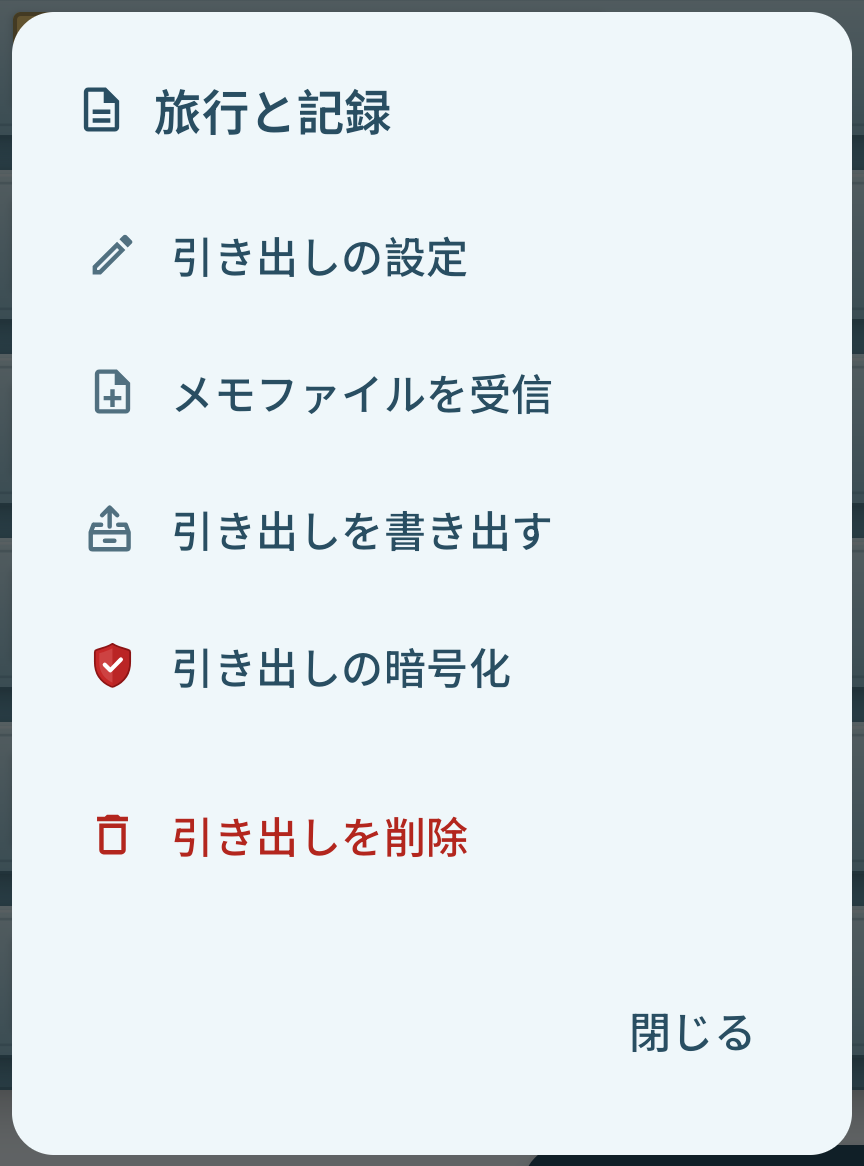 旅行と記録
引き出しの設定
メモファイルを受信
引き出しを書き出す
引き出しの暗号化
引き出しを削除
閉じる